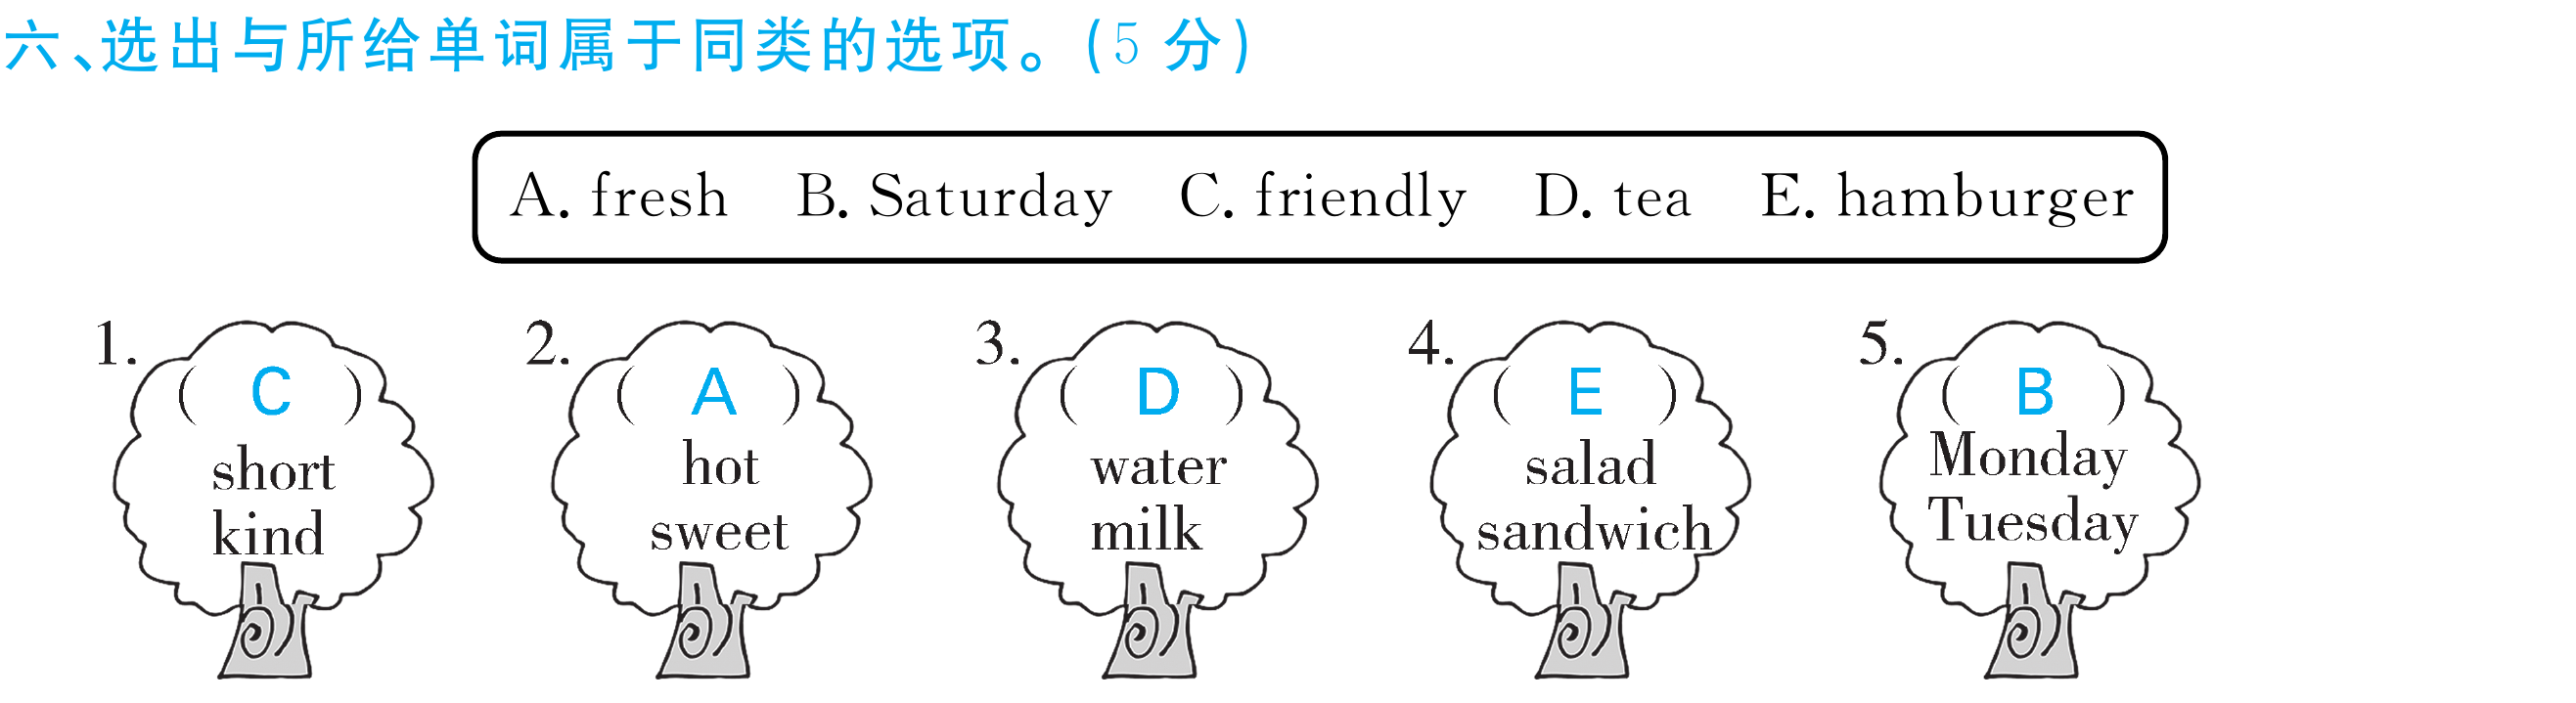 六、选出与所给单词属于同类的选项。(5 分)
A. fresh B. Saturday C. friendly D. tea E. hamburger
1. 2. 3. 4. 5.
( C ) ( A ) ( D ) ( E ) ( B )
short hot water salad Monday
kind sweet milk sandwich Tuesday